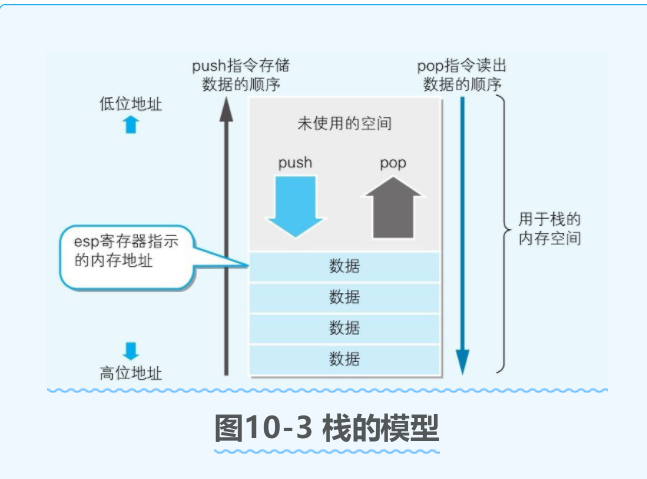 push指令存储
数据的顺序
pop指令读出
数据的顺序
低位地址
未使用的空间
push
pop
用于栈的
内存空间
esp寄存器指示
的内存地址
数据
数据
数据
数据
高位地址
图10-3 栈的模型